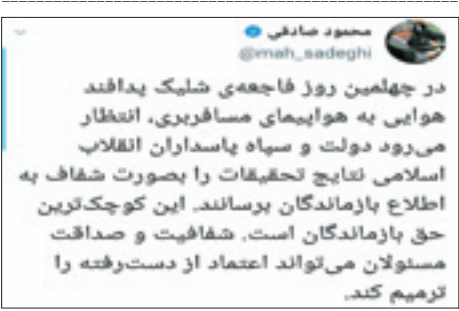 محمود صادقی
@mah_sadeghi
در چهلمین روز فاجعه‌ی شلیک پدافند
هوایی به هواپیمای مسافربری، انتظار
می‌رود دولت و سپاه پاسداران انقلاب
اسلامی نتایج تحقیقات را بصورت شفاف به
اطلاع بازماندگان برسانند. این کوچک‌ترین
حق بازماندگان است. شفافیت و صداقت
مسئولان می‌تواند اعتماد از دست‌رفته را
ترمیم کند.